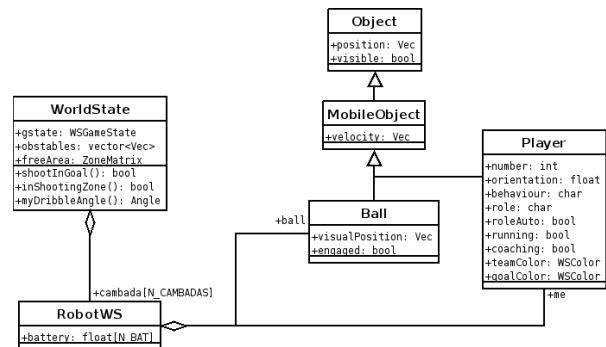 Object
+position: Vec
+visible: bool
MobileObject
+velocity: Vec
WorldState
+gstate: WSGameState
+obstables: vector<Vec>
+freeArea: ZoneMatrix
+shootInGoal(): bool
+inShootingZone(): bool
+myDribbleAngle(): Angle
Player
+number: int
+orientation: float
+behaviour: char
+role: char
+roleAuto: bool
+running: bool
+coaching: bool
+teamColor: WSColor
+goalColor: WSColor
+ball
Ball
+visualPosition: Vec
+engaged: bool
+cambada[N_CAMBADAS]
+me
RobotWS
+battery: float[N_BAT]